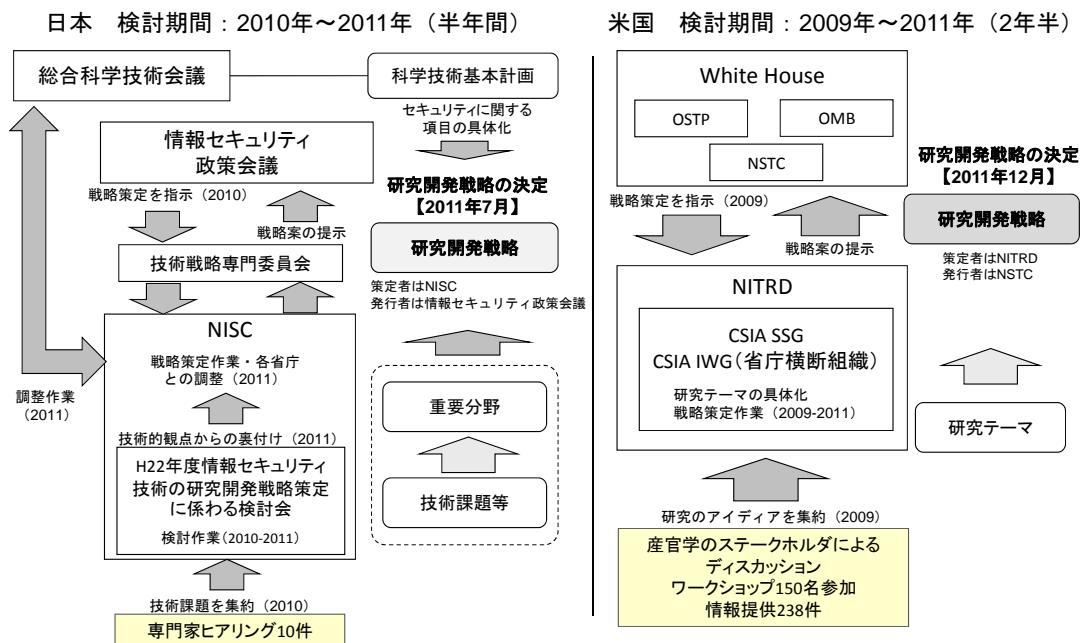 日本　検討期間：2010年～2011年（半年間）
総合科学技術会議
科学技術基本計画
セキュリティに関する
項目の具体化
情報セキュリティ
政策会議
研究開発戦略の決定
【2011年7月】
戦略策定を指示（2010）
戦略案の提示
研究開発戦略
技術戦略専門委員会
策定者はNISC
発行者は情報セキュリティ政策会議
NISC
戦略策定作業・各省庁
との調整（2011）
調整作業
（2011）
重要分野
技術的観点からの裏付け（2011）
H22年度情報セキュリティ
技術の研究開発戦略策定
に係わる検討会
検討作業（2010-2011）
技術課題等
技術課題を集約（2010）
専門家ヒアリング10件
米国　検討期間：2009年～2011年（2年半）
White House
OSTP
OMB
NSTC
研究開発戦略の決定
【2011年12月】
戦略策定を指示（2009）
戦略案の提示
研究開発戦略
策定者はNITRD
発行者はNSTC
NITRD
CSIA SSG
CSIA IWG（省庁横断組織）
研究テーマの具体化
戦略策定作業（2009-2011）
研究テーマ
研究のアイディアを集約（2009）
産官学のステークホルダによる
ディスカッション
ワークショップ150名参加
情報提供238件